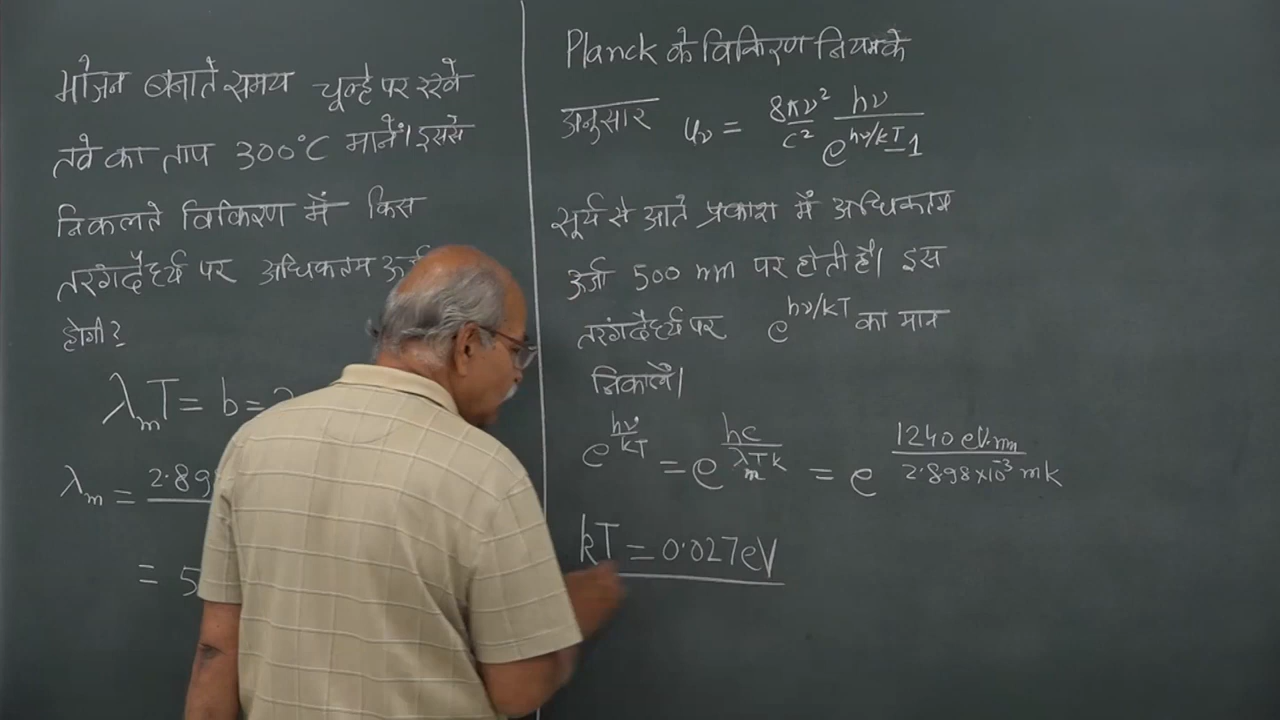 भोजन बनाते समय चूल्हे पर रखे
तवे का ताप 300°C मानें। इससे
निकलते विकिरण में किस
तरंगदैर्ध्य पर अधिकतम
होगी?
λₘT = b =
λₘ = 2.898
= 5
Planck के विकिरण नियम के
अनुसार u_ν = 8πν²/c² hν/(e^(hν/kT) - 1)
सूर्य से आते प्रकाश में अधिकतम
ऊर्जा 500 nm पर होती है। इस
तरंगदैर्ध्य पर e^(hν/kT) का मान
निकालें।
e^(hν/kT) = e^(hc/(λₘTk)) = e^(1240 eV·nm/(2.898×10⁻³ mk))
kT = 0.027eV